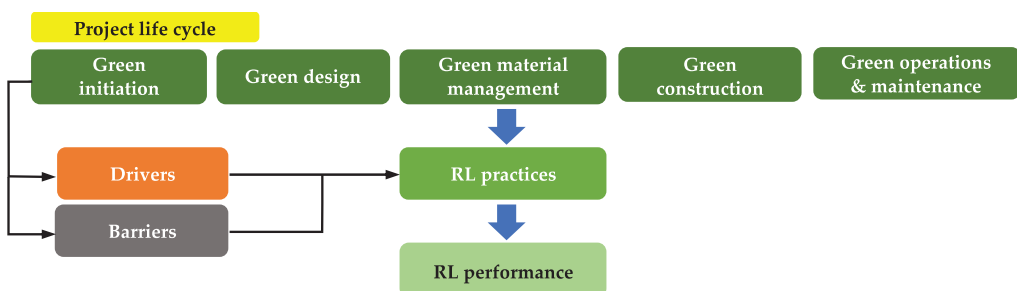 Project life cycle
Green
initiation
Green design
Green material
management
Green
construction
Green operations
& maintenance
Drivers
RL practices
Barriers
RL performance